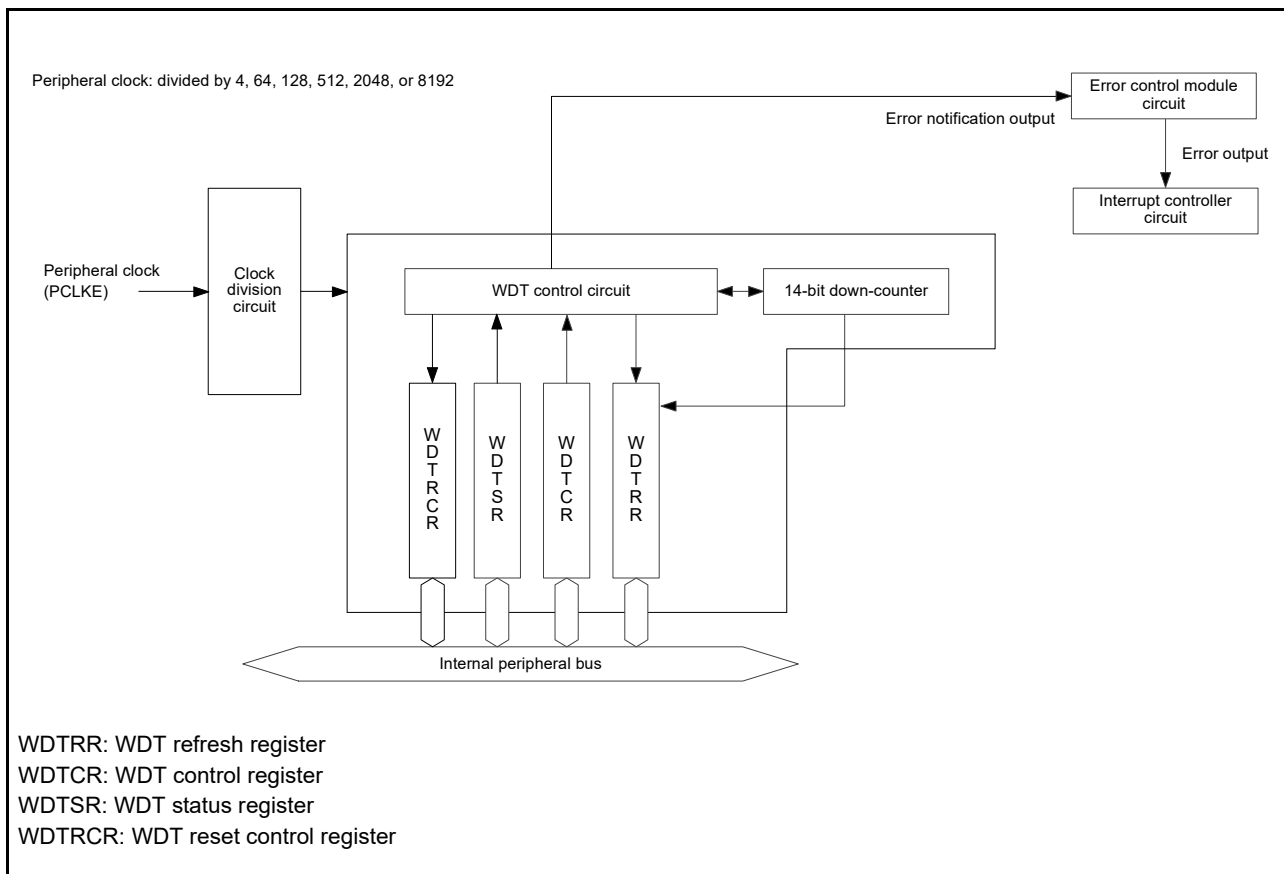 Peripheral clock: divided by 4, 64, 128, 512, 2048, or 8192
Error control module
circuit
Error notification output
Error output
Interrupt controller
circuit
Peripheral clock
(PCLKE)
Clock
division
circuit
WDT control circuit
14-bit down-counter
WDTRCR
WDTSR
WDTCR
WDTRR
Internal peripheral bus
WDTRR: WDT refresh register
WDTCR: WDT control register
WDTSR: WDT status register
WDTRCR: WDT reset control register